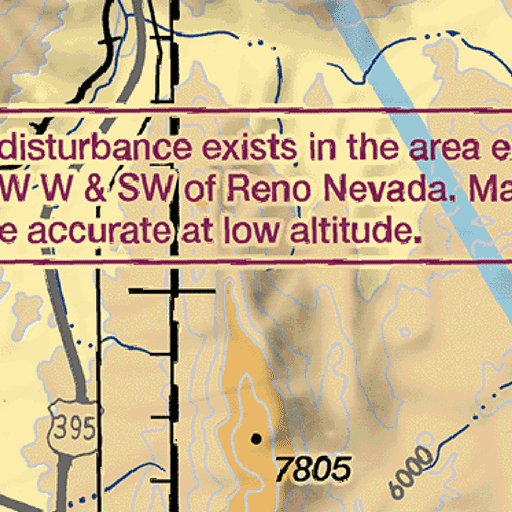 disturbance exists in the area e
W W & SW of Reno Nevada. Ma
e accurate at low altitude.
395
7805
6000